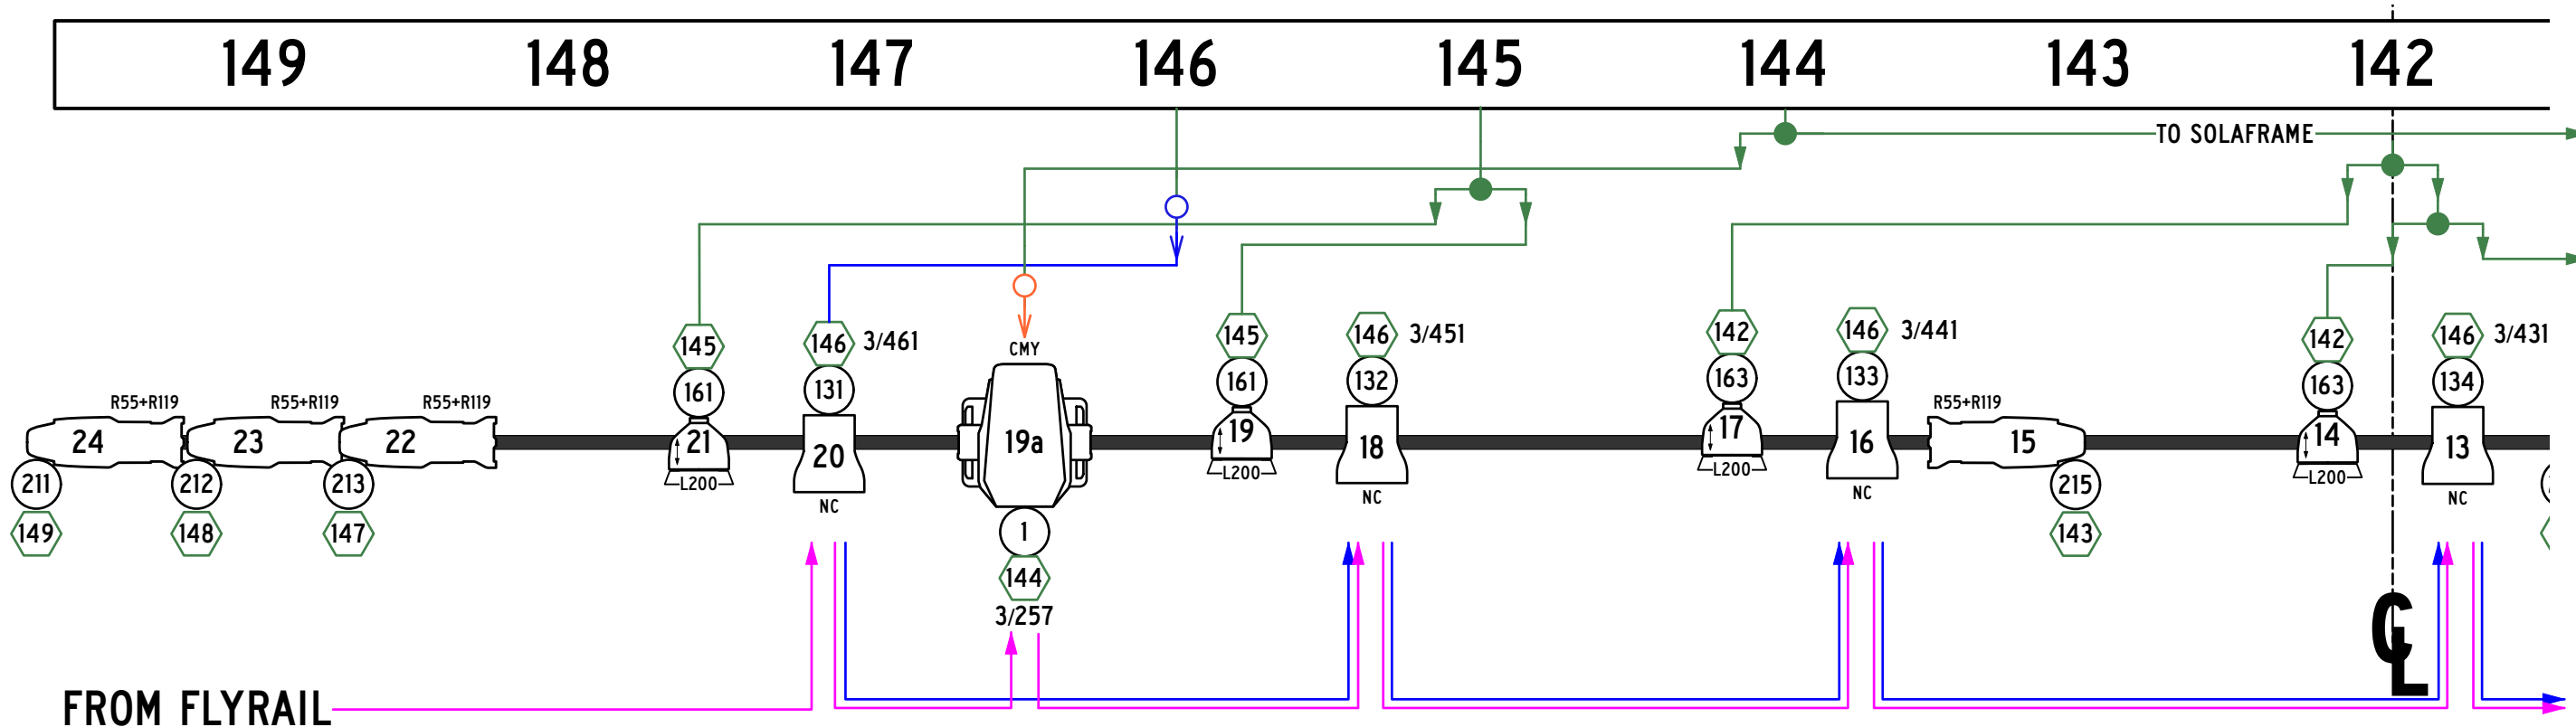 149 148 147 146 145 144 143 142
TO SOLAFRAME
145 146 3/461 CMY 145 146 3/451 142 146 3/441 142 146 3/431
161 131 161 132 163 133 163 134
R55+R119 R55+R119 R55+R119 R55+R119
24 23 22 21 20 19a 19 18 17 16 15 14 13
L200 NC L200 NC L200 NC L200 NC
211 212 213 1 215
149 148 147 144 143
3/257
CL
FROM FLYRAIL